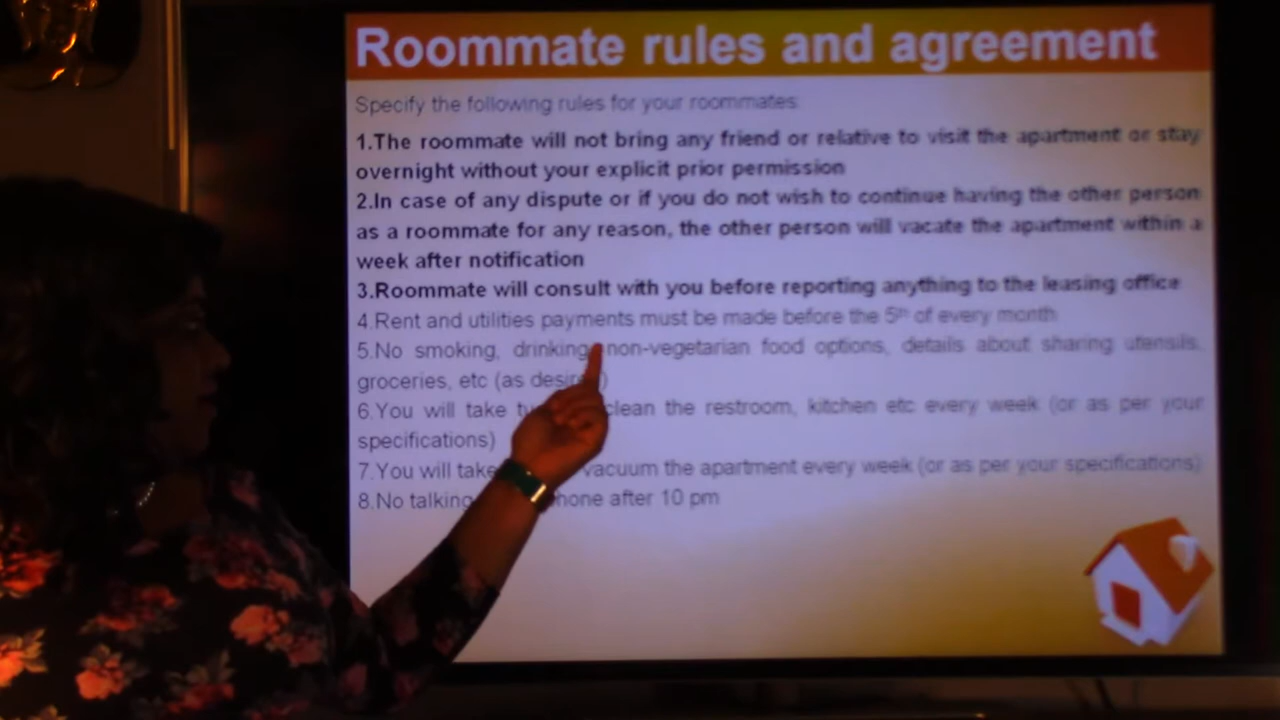 Roommate rules and agreement
Specify the following rules for your roommates:
1.The roommate will not bring any friend or relative to visit the apartment or stay
overnight without your explicit prior permission
2.In case of any dispute or if you do not wish to continue having the other person
as a roommate for any reason, the other person will vacate the apartment within a
week after notification
3.Roommate will consult with you before reporting anything to the leasing office
4.Rent and utilities payments must be made before the 5th of every month
5.No smoking, drinking, non-vegetarian food options, details about sharing utensils,
groceries, etc (as desired)
6.You will take clean the restroom, kitchen etc every week (or as per your
specifications)
7.You will take vacuum the apartment every week (or as per your specifications)
8.No talking phone after 10 pm